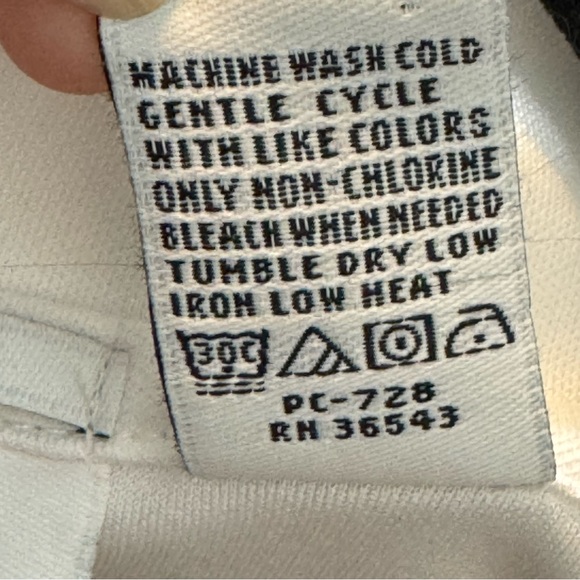 MACHINE WASH COLD
GENTLE CYCLE
WITH LIKE COLORS
ONLY NON-CHLORINE
BLEACH WHEN NEEDED
TUMBLE DRY LOW
IRON LOW HEAT
30C
PC-728
RN 36543